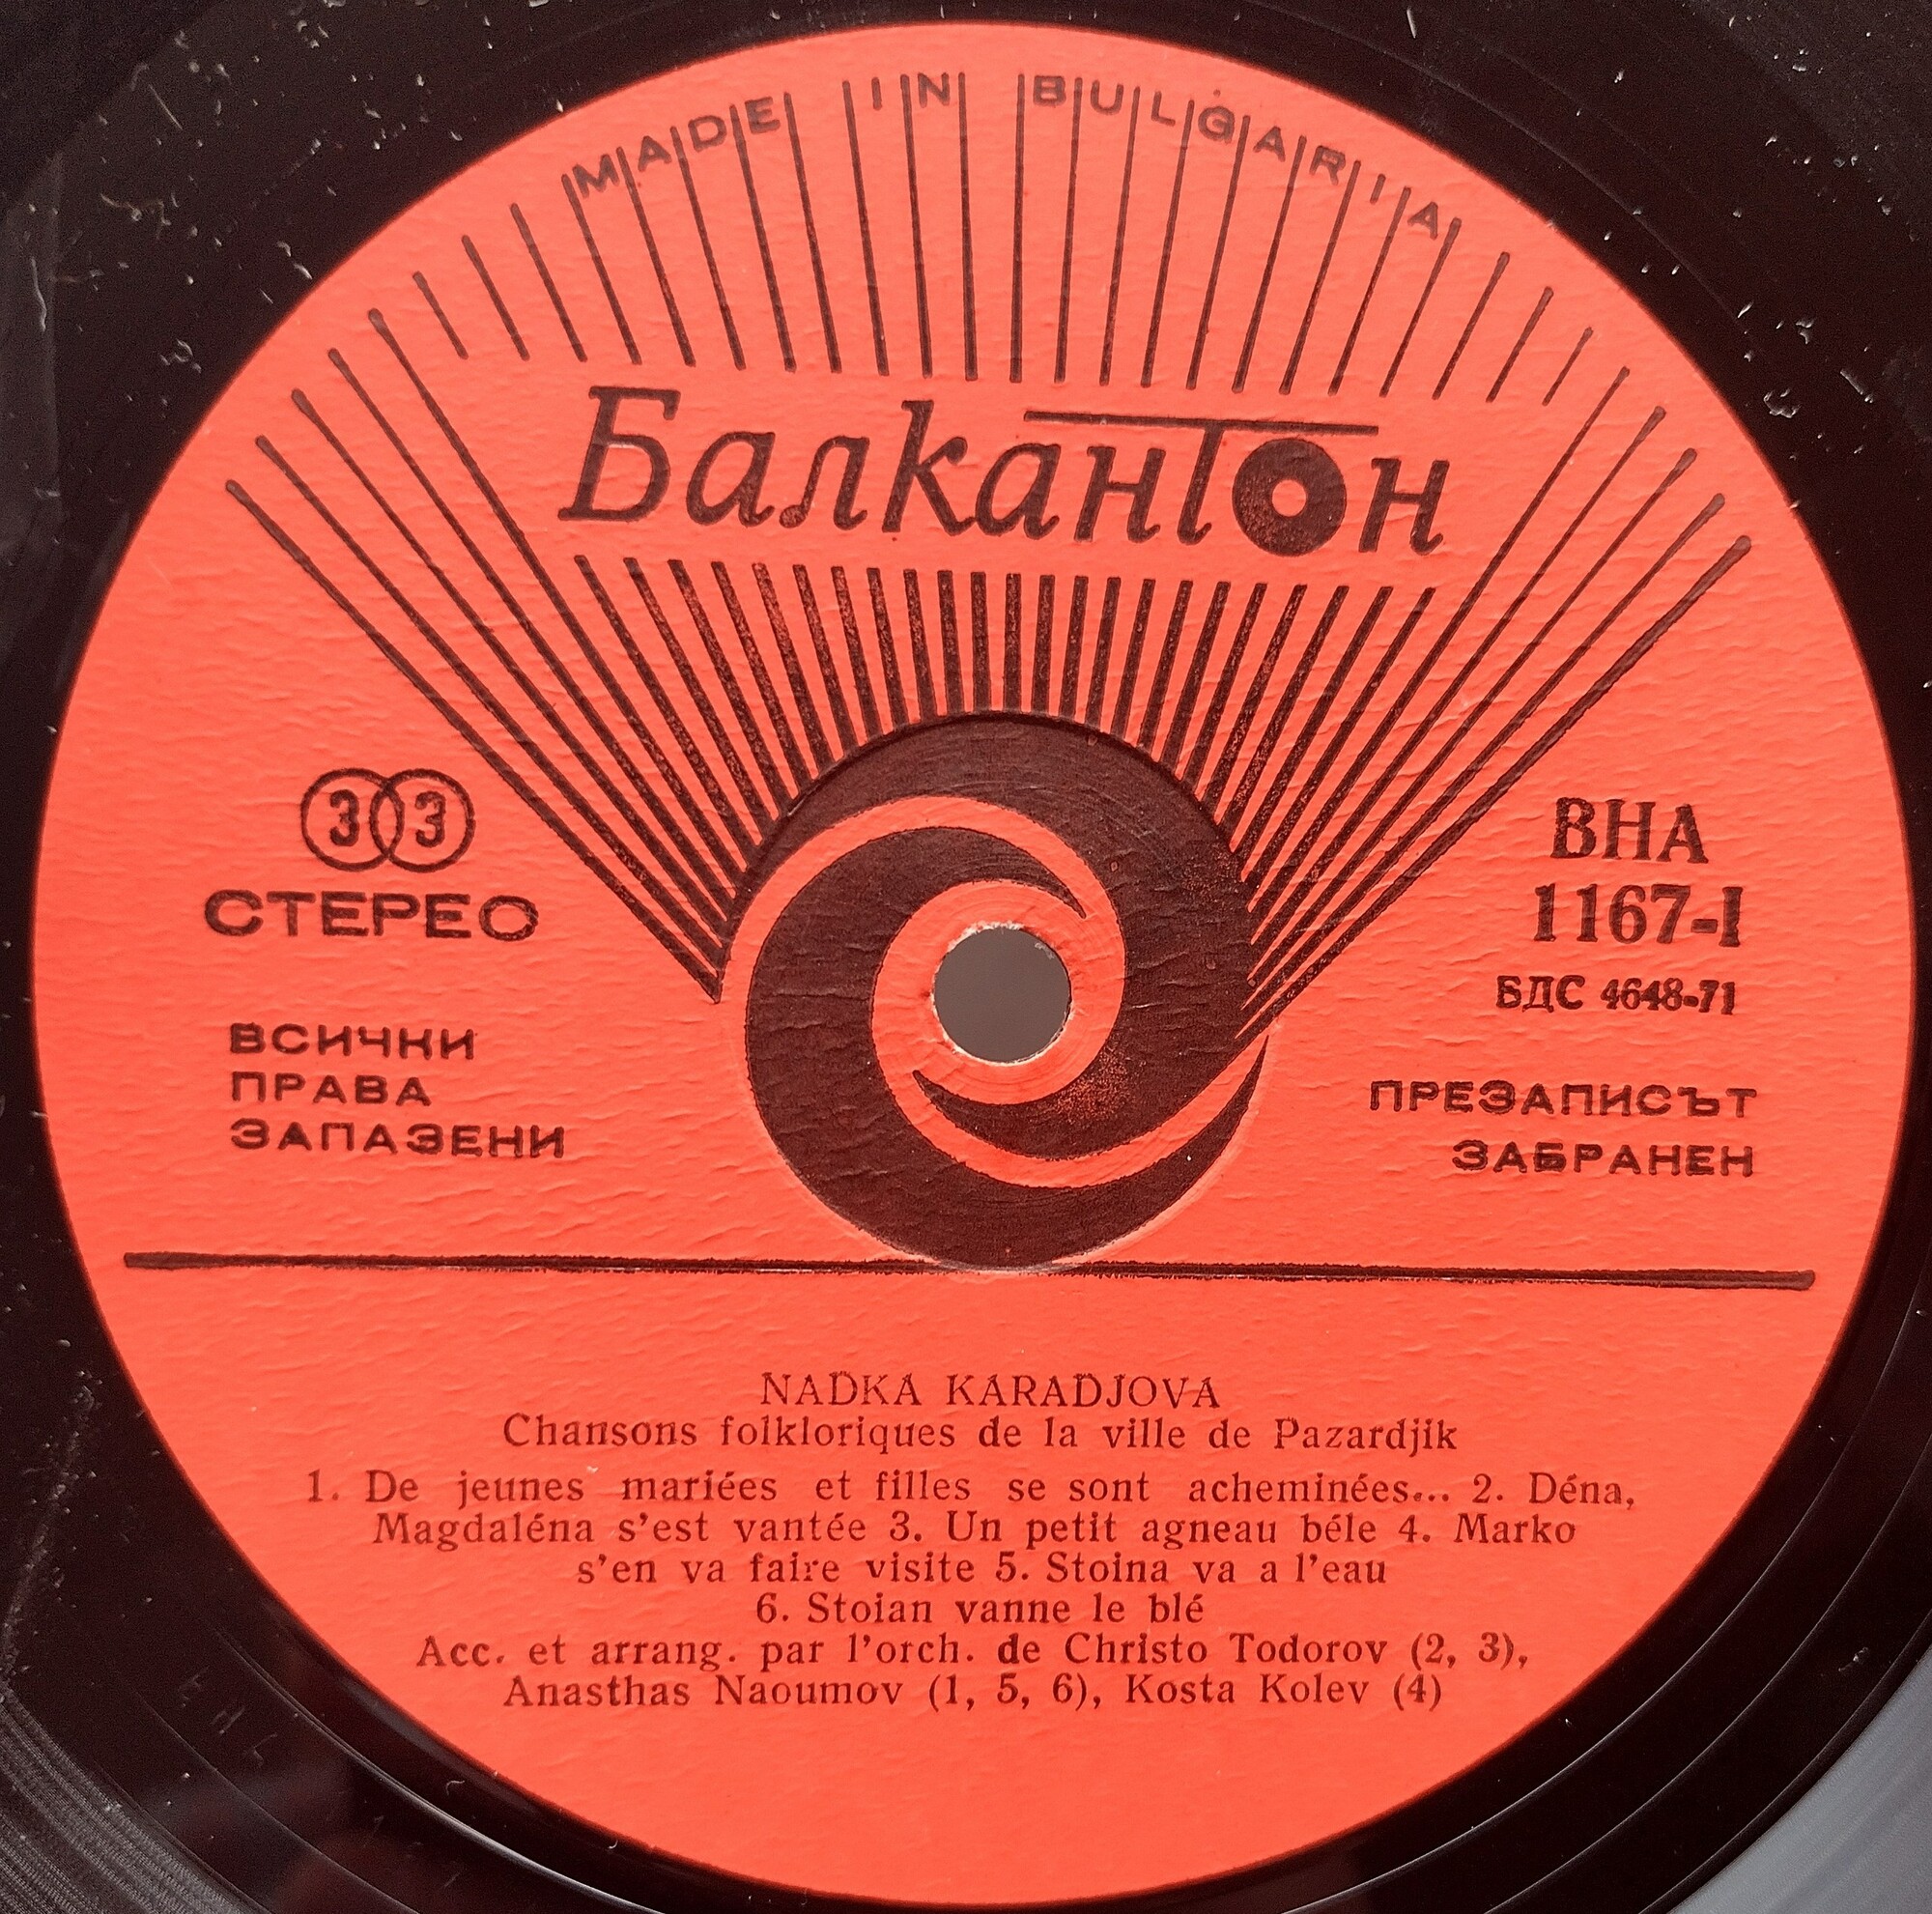 MADE IN BULGARIA
Балкантон
33
СТЕРЕО
ВСИЧКИ
ПРАВА
ЗАПАЗЕНИ
ВНА
1167-I
БДС 4648-71
ПРЕЗАПИСЪТ
ЗАБРАНЕН
NADKA KARADJOVA
Chansons folkloriques de la ville de Pazardjik
1. De jeunes mariées et filles se sont acheminées... 2. Déna,
Magdaléna s'est vantée 3. Un petit agneau béle 4. Marko
s'en va faire visite 5. Stoina va a l'eau
6. Stoian vanne le blé
Acc. et arrang. par l'orch. de Christo Todorov (2, 3),
Anasthas Naoumov (1, 5, 6), Kosta Kolev (4)